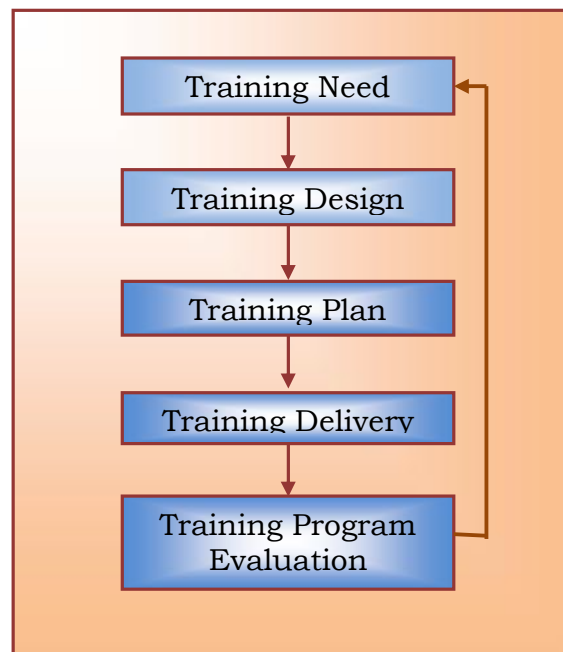 Training Need
Training Design
Training Plan
Training Delivery
Training Program
Evaluation